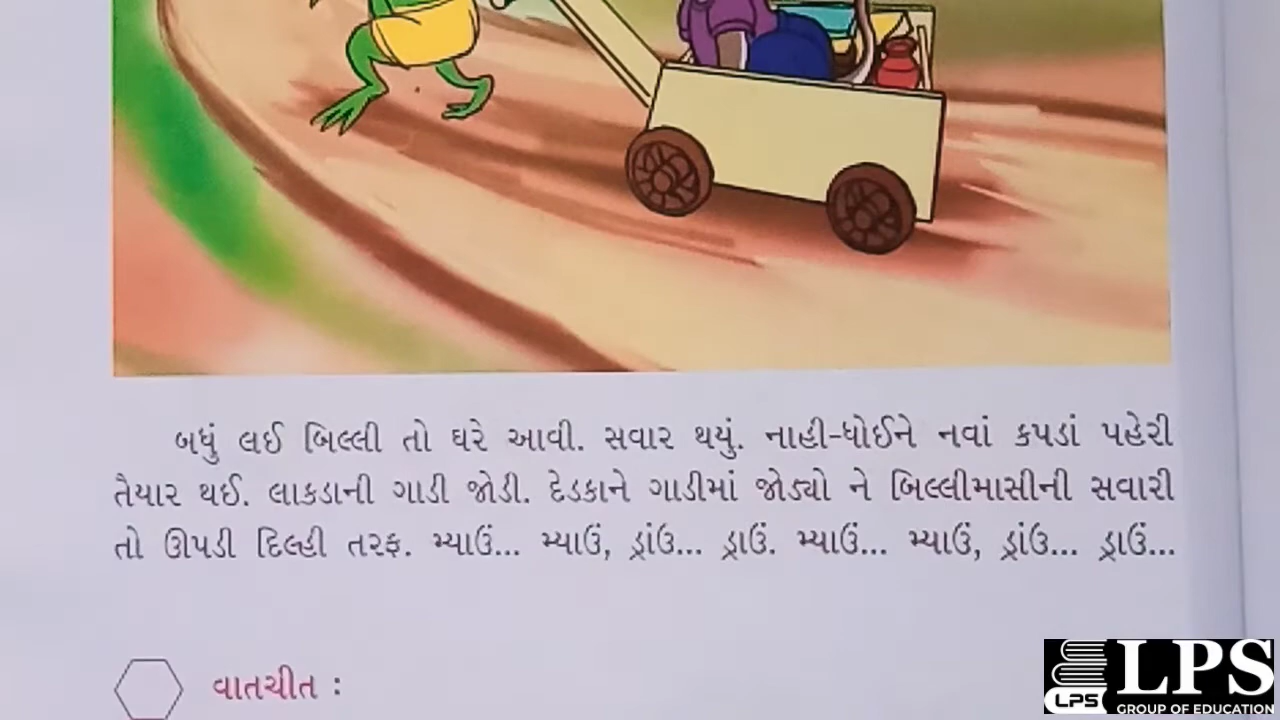 બધું લઈ બિલ્લી તો ઘરે આવી. સવાર થયું. નાહી-ધોઈને નવાં કપડાં પહેરી
તૈયાર થઈ. લાકડાની ગાડી જોડી. દેડકાને ગાડીમાં જોડ્યો ને બિલ્લીમાસીની સવારી
તો ઊપડી દિલ્હી તરફ. મ્યાઉં... મ્યાઉં, ડ્રાંઉં... ડ્રાઉં. મ્યાઉં... મ્યાઉં, ડ્રાંઉં... ડ્રાઉં...
વાતચીત :
LPS
LPS
GROUP OF EDUCATION